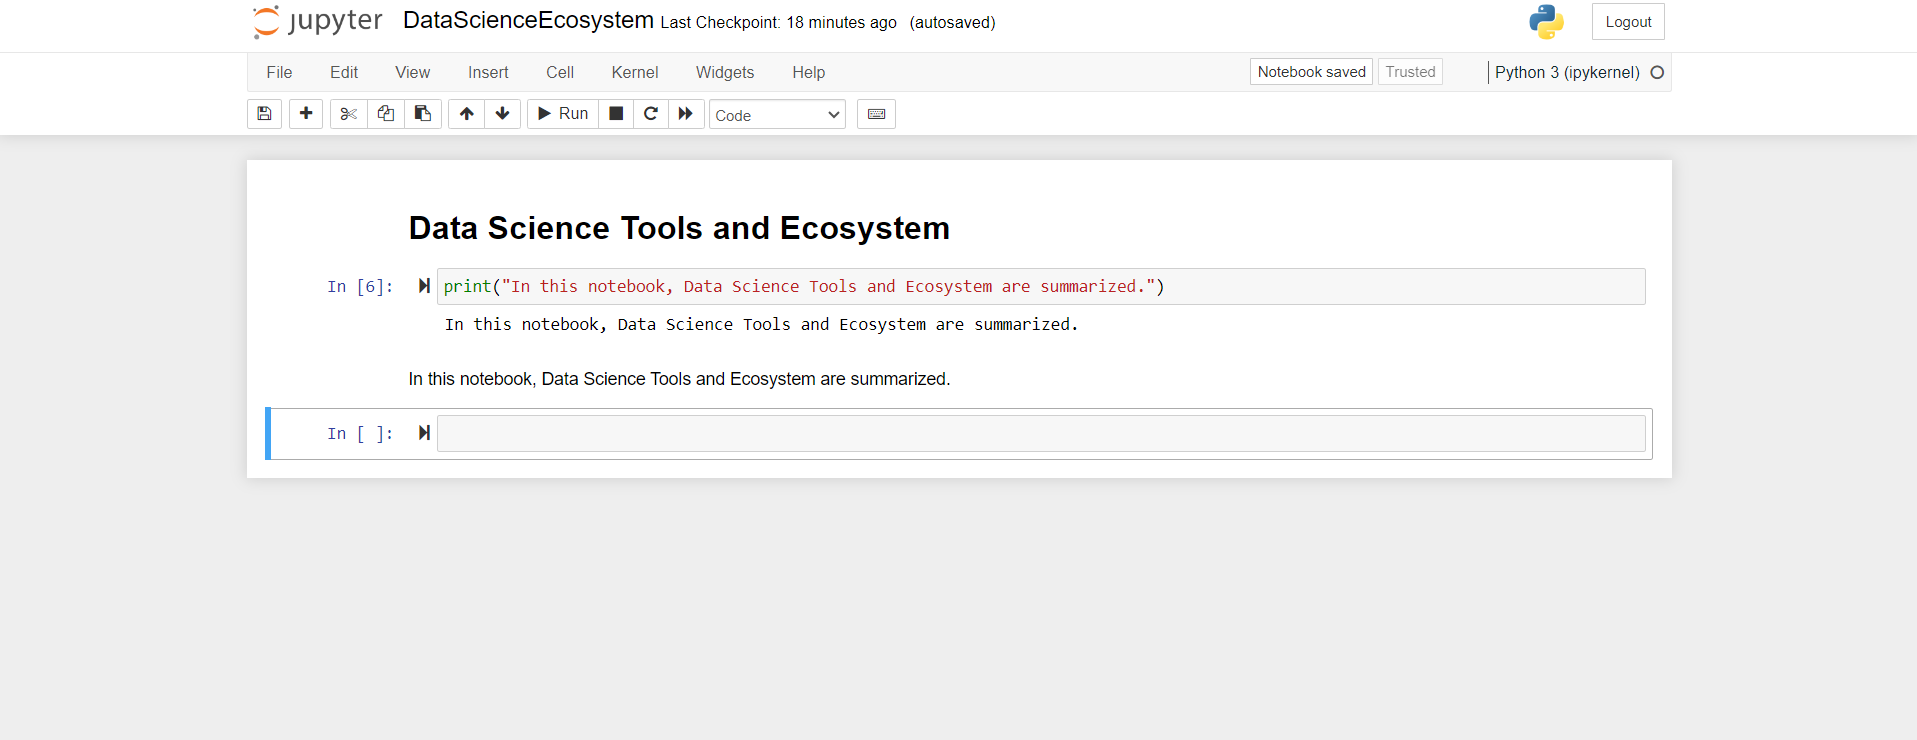 jupyter DataScienceEcosystem Last Checkpoint: 18 minutes ago (autosaved) Logout
File Edit View Insert Cell Kernel Widgets Help Notebook saved Trusted Python 3 (ipykernel)
Run Code
Data Science Tools and Ecosystem
In [6]: print("In this notebook, Data Science Tools and Ecosystem are summarized.")
In this notebook, Data Science Tools and Ecosystem are summarized.
In this notebook, Data Science Tools and Ecosystem are summarized.
In [ ]: